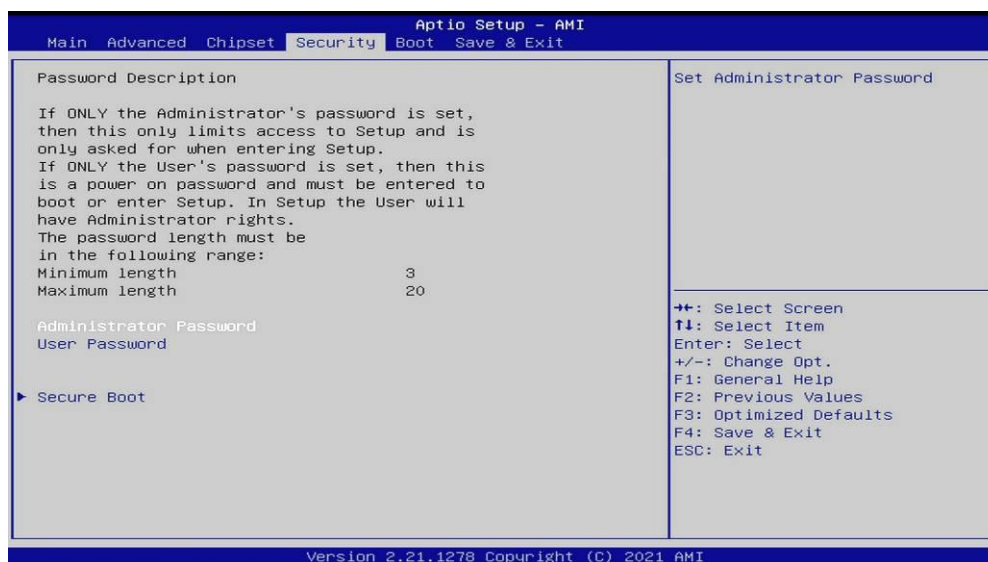 Aptio Setup - AMI
Main Advanced Chipset Security Boot Save & Exit
Password Description
If ONLY the Administrator's password is set,
then this only limits access to Setup and is
only asked for when entering Setup.
If ONLY the User's password is set, then this
is a power on password and must be entered to
boot or enter Setup. In Setup the User will
have Administrator rights.
The password length must be
in the following range:
Minimum length 3
Maximum length 20
Administrator Password
User Password
▶ Secure Boot
Set Administrator Password
→←: Select Screen
↑↓: Select Item
Enter: Select
+/-: Change Opt.
F1: General Help
F2: Previous Values
F3: Optimized Defaults
F4: Save & Exit
ESC: Exit
Version 2.21.1278 Copyright (C) 2021 AMI